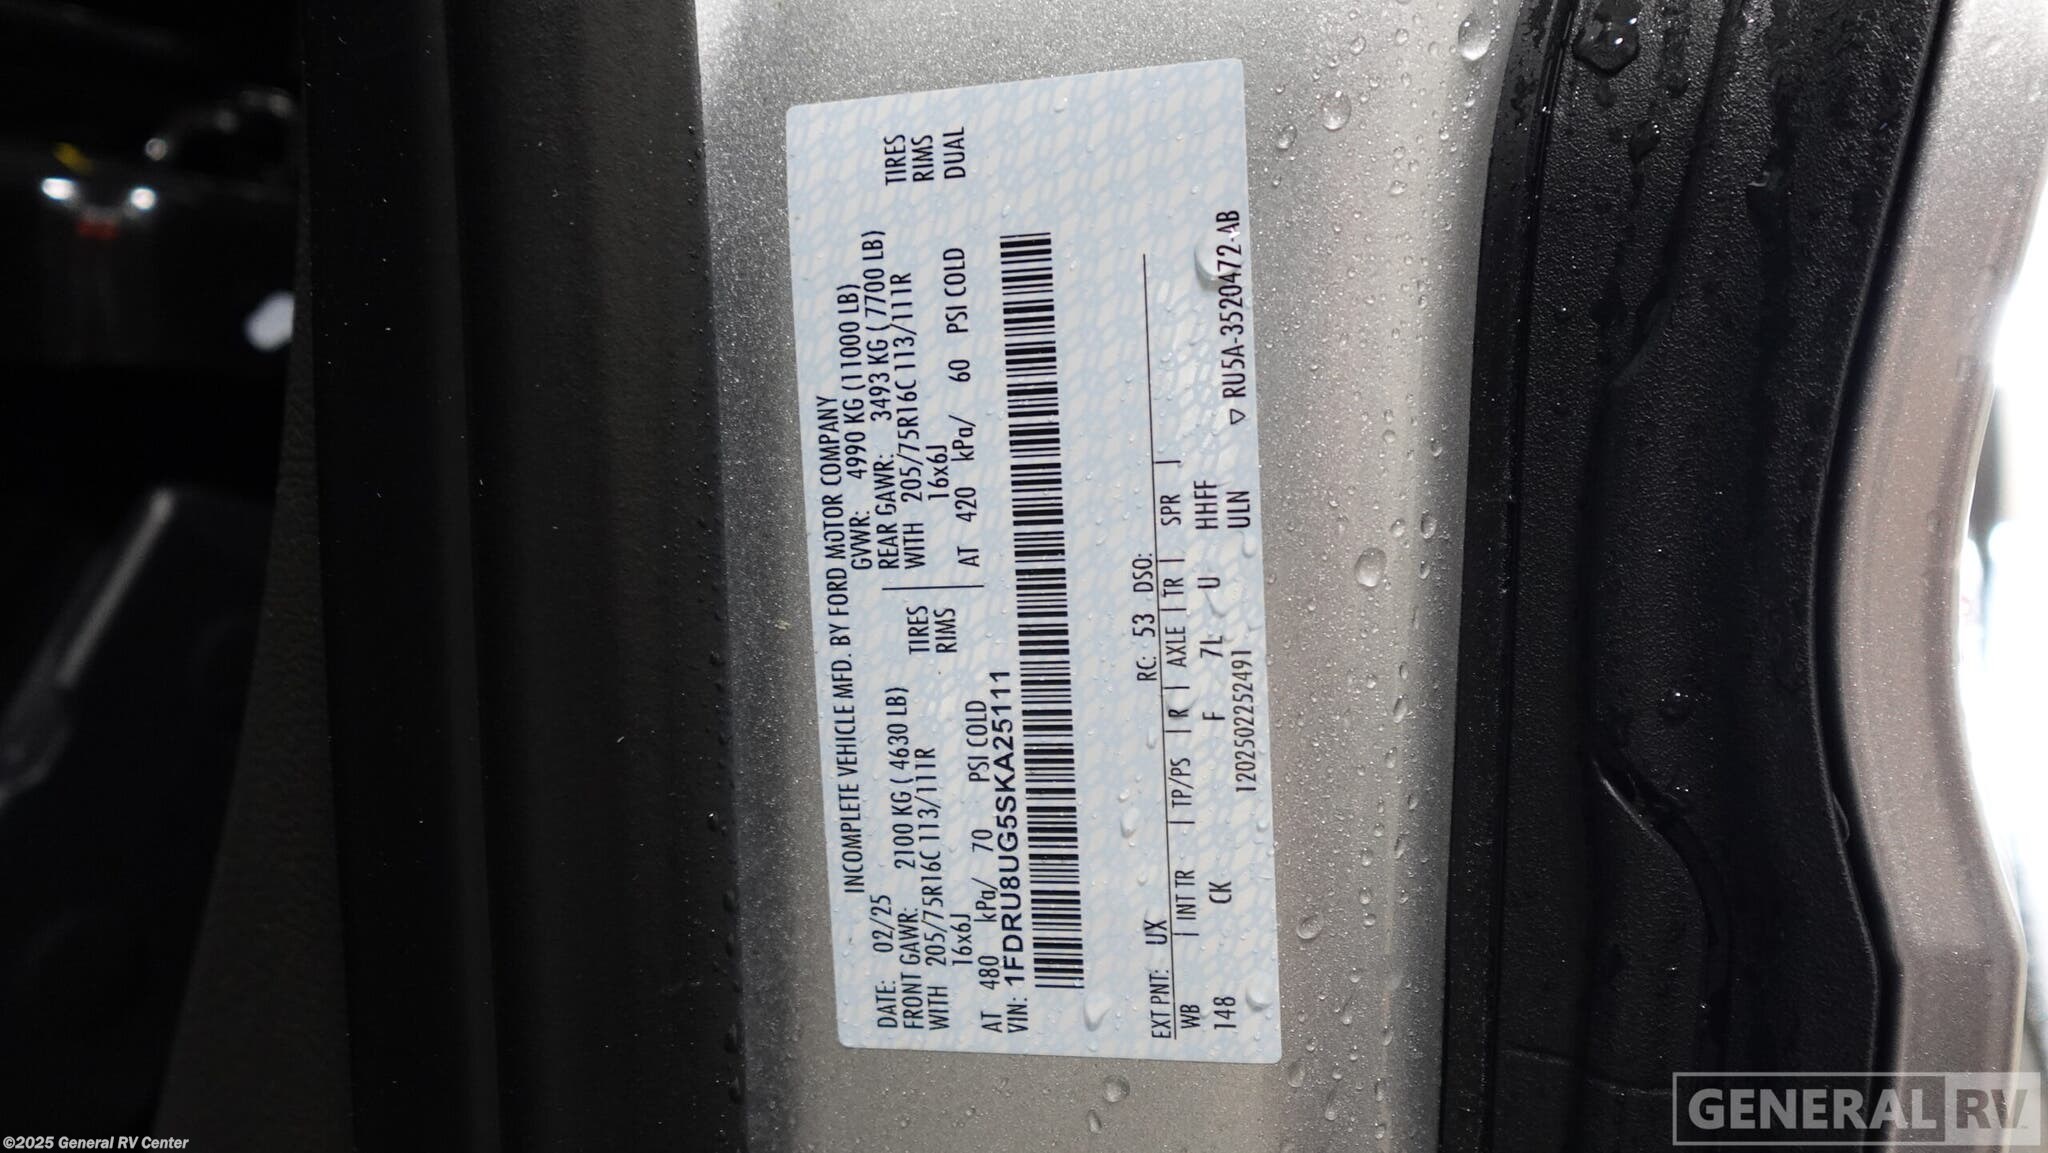 INCOMPLETE VEHICLE MFD. BY FORD MOTOR COMPANY
DATE: 02/25 GVWR: 4990 KG (11000 LB)
FRONT GAWR: 2100 KG ( 4630 LB) REAR GAWR: 3493 KG ( 7700 LB)
WITH 205/75R16C 113/111R TIRES WITH 205/75R16C 113/111R TIRES
16x6J RIMS 16x6J RIMS
AT 480 kPa/ 70 PSI COLD AT 420 kPa/ 60 PSI COLD DUAL
VIN: 1FDRU8UG5SKA25111
EXT PNT: UX RC: 53 DSO:
WB | INT TR | TP/PS | R | AXLE | TR | SPR |
148 CK F 7L U HHFF
1202502252491 ULN ▽ RU5A-3520472-AB
GENERAL RV
©2025 General RV Center